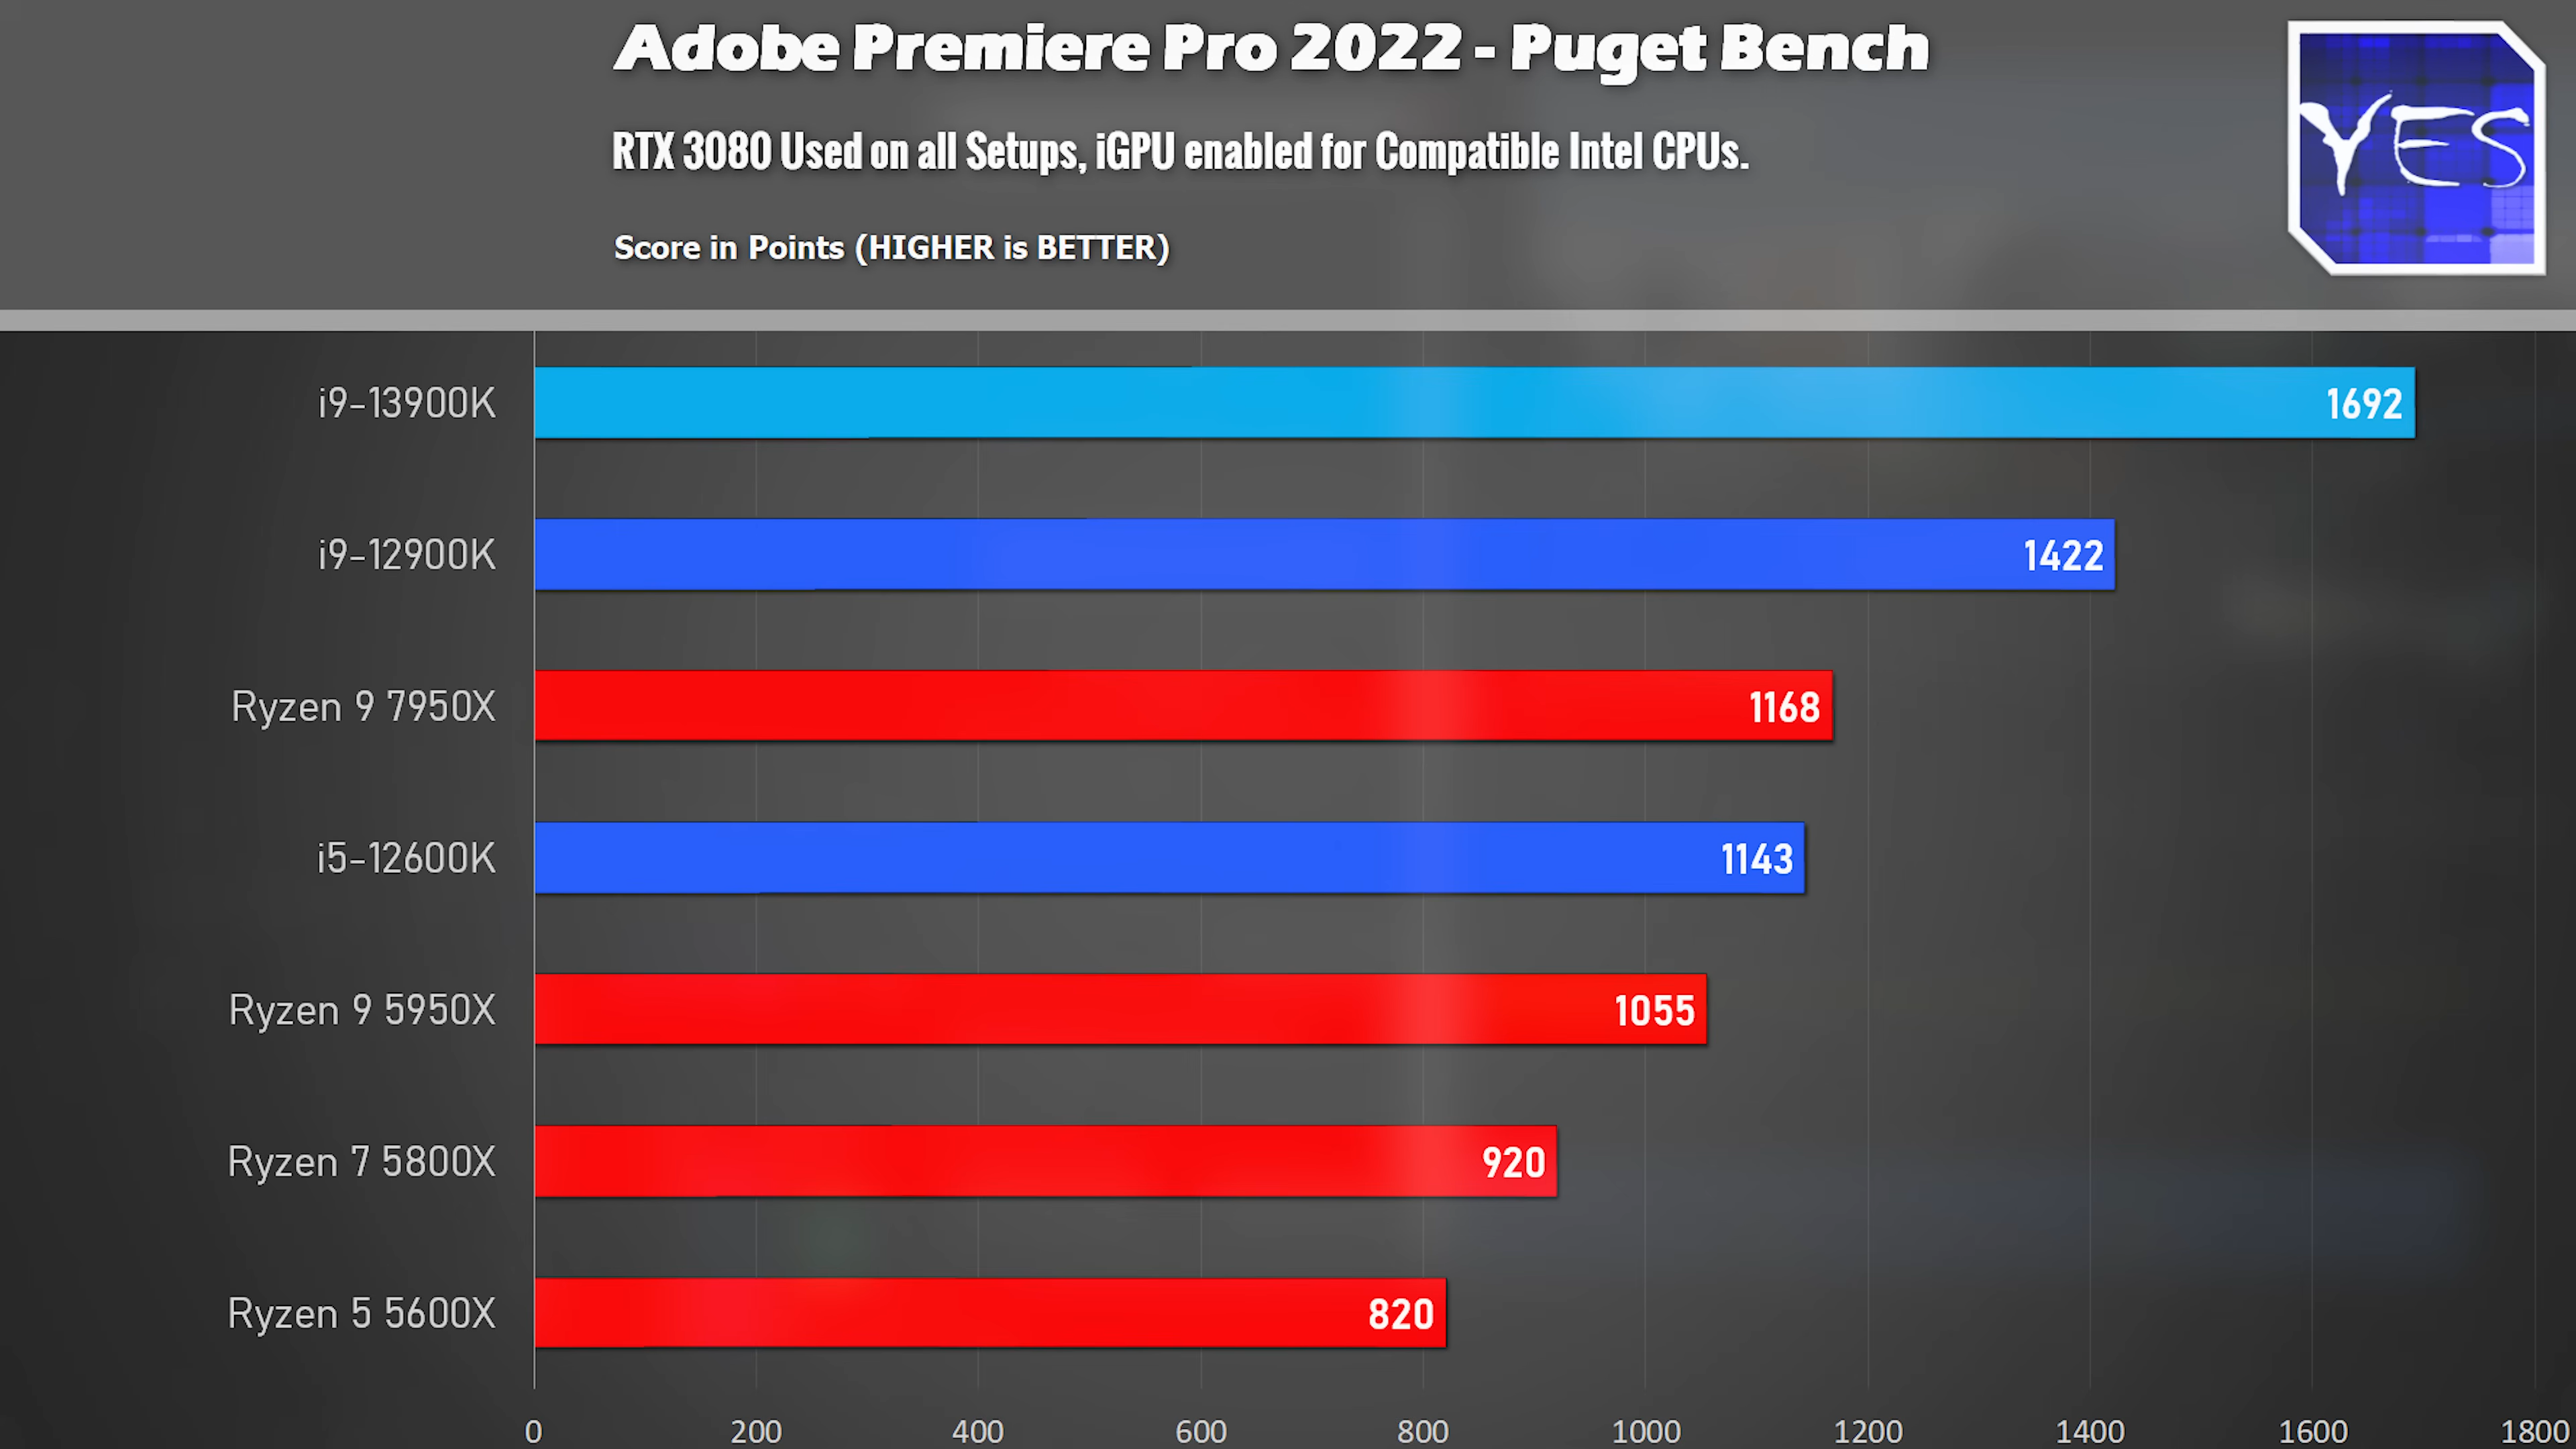 Adobe Premiere Pro 2022 - Puget Bench
RTX 3080 Used on all Setups, iGPU enabled for Compatible Intel CPUs.
YES
Score in Points (HIGHER is BETTER)
i9-13900K 1692
i9-12900K 1422
Ryzen 9 7950X 1168
i5-12600K 1143
Ryzen 9 5950X 1055
Ryzen 7 5800X 920
Ryzen 5 5600X 820
0 200 400 600 800 1000 1200 1400 1600 1800